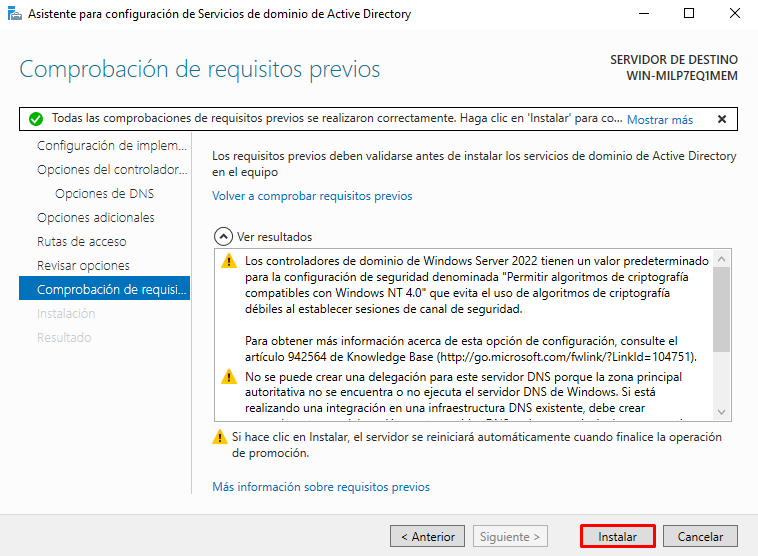 Asistente para configuración de Servicios de dominio de Active Directory
Comprobación de requisitos previos
SERVIDOR DE DESTINO
WIN-MILP7EQ1MEM
Todas las comprobaciones de requisitos previos se realizaron correctamente. Haga clic en 'Instalar' para co... Mostrar más
Configuración de implem...
Opciones del controlador...
Opciones de DNS
Opciones adicionales
Rutas de acceso
Revisar opciones
Comprobación de requisi...
Instalación
Resultado
Los requisitos previos deben validarse antes de instalar los servicios de dominio de Active Directory
en el equipo
Volver a comprobar requisitos previos
Ver resultados
Los controladores de dominio de Windows Server 2022 tienen un valor predeterminado
para la configuración de seguridad denominada "Permitir algoritmos de criptografía
compatibles con Windows NT 4.0" que evita el uso de algoritmos de criptografía
débiles al establecer sesiones de canal de seguridad.
Para obtener más información acerca de esta opción de configuración, consulte el
artículo 942564 de Knowledge Base (http://go.microsoft.com/fwlink/?LinkId=104751).
No se puede crear una delegación para este servidor DNS porque la zona principal
autoritativa no se encuentra o no ejecuta el servidor DNS de Windows. Si está
realizando una integración en una infraestructura DNS existente, debe crear
Si hace clic en Instalar, el servidor se reiniciará automáticamente cuando finalice la operación
de promoción.
Más información sobre requisitos previos
< Anterior
Siguiente >
Instalar
Cancelar